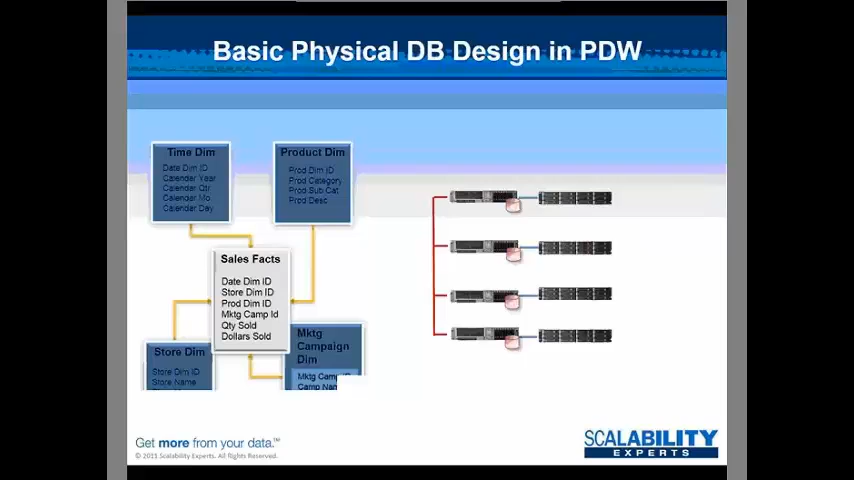 Basic Physical DB Design in PDW
Time Dim
Date Dim ID
Calendar Year
Calendar Qtr
Calendar Mo
Calendar Day
Product Dim
Prod Dim ID
Prod Category
Prod Sub Cat
Prod Desc
Sales Facts
Date Dim ID
Store Dim ID
Prod Dim ID
Mktg Camp Id
Qty Sold
Dollars Sold
Store Dim
Store Dim ID
Store Name
Mktg
Campaign
Dim
Mktg Camp ID
Camp Nam
Get more from your data.™
© 2011 Scalability Experts. All Rights Reserved.
SCALABILITY
EXPERTS